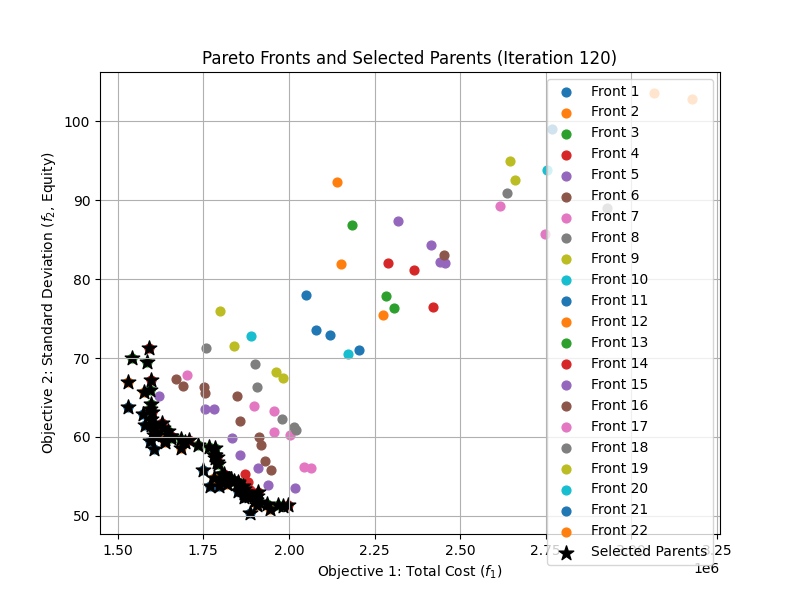 Pareto Fronts and Selected Parents (Iteration 120)
Objective 2: Standard Deviation (f₂, Equity)
100
90
80
70
60
50
1.50 1.75 2.00 2.25 2.50 2.75 3.00 3.25
1e6
Objective 1: Total Cost (f₁)
Front 1
Front 2
Front 3
Front 4
Front 5
Front 6
Front 7
Front 8
Front 9
Front 10
Front 11
Front 12
Front 13
Front 14
Front 15
Front 16
Front 17
Front 18
Front 19
Front 20
Front 21
Front 22
Selected Parents